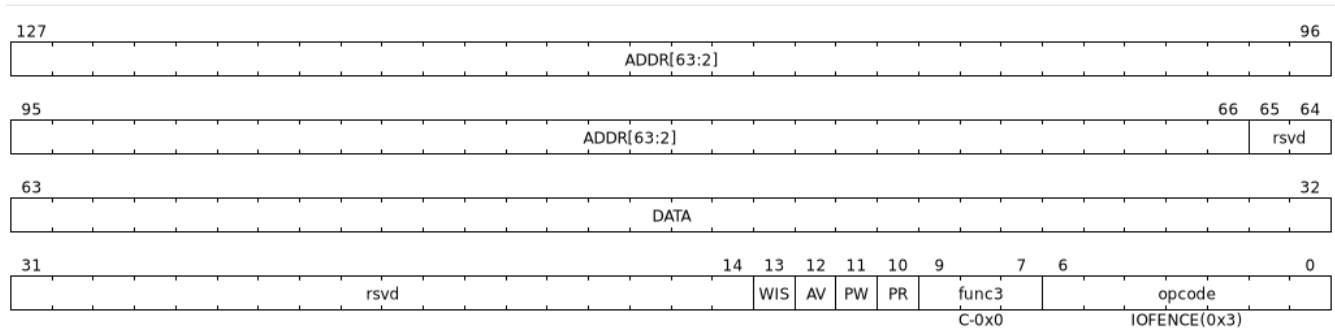 127 96
ADDR[63:2]
95 66 65 64
ADDR[63:2] rsvd
63 32
DATA
31 14 13 12 11 10 9 7 6 0
rsvd WIS AV PW PR func3 opcode
C-0x0 IOFENCE(0x3)